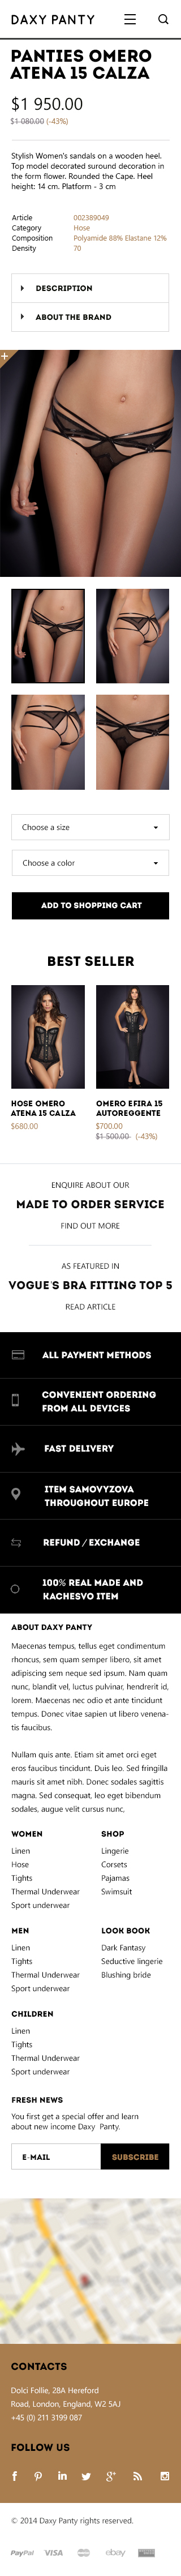 DAXY PANTY
PANTIES OMERO
ATENA 15 CALZA
$1 950.00
$1 080.00 (-43%)
Stylish Women's sandals on a wooden heel.
Top model decorated surround decoration in
the form flower. Rounded the Cape. Heel
height: 14 cm. Platform - 3 cm
Article 002389049
Category Hose
Composition Polyamide 88% Elastane 12%
Density 70
DESCRIPTION
ABOUT THE BRAND
Choose a size
Choose a color
ADD TO SHOPPING CART
BEST SELLER
HOSE OMERO
ATENA 15 CALZA
$680.00
OMERO EFIRA 15
AUTOREGGENTE
$700.00
$1 500.00 (-43%)
ENQUIRE ABOUT OUR
MADE TO ORDER SERVICE
FIND OUT MORE
AS FEATURED IN
VOGUE'S BRA FITTING TOP 5
READ ARTICLE
ALL PAYMENT METHODS
CONVENIENT ORDERING
FROM ALL DEVICES
FAST DELIVERY
ITEM SAMOVYZOVA
THROUGHOUT EUROPE
REFUND / EXCHANGE
100% REAL MADE AND
KACHESVO ITEM
ABOUT DAXY PANTY
Maecenas tempus, tellus eget condimentum
rhoncus, sem quam semper libero, sit amet
adipiscing sem neque sed ipsum. Nam quam
nunc, blandit vel, luctus pulvinar, hendrerit id,
lorem. Maecenas nec odio et ante tincidunt
tempus. Donec vitae sapien ut libero venena-
tis faucibus.
Nullam quis ante. Etiam sit amet orci eget
eros faucibus tincidunt. Duis leo. Sed fringilla
mauris sit amet nibh. Donec sodales sagittis
magna. Sed consequat, leo eget bibendum
sodales, augue velit cursus nunc,
WOMEN
Linen
Hose
Tights
Thermal Underwear
Sport underwear
SHOP
Lingerie
Corsets
Pajamas
Swimsuit
MEN
Linen
Tights
Thermal Underwear
Sport underwear
LOOK BOOK
Dark Fantasy
Seductive lingerie
Blushing bride
CHILDREN
Linen
Tights
Thermal Underwear
Sport underwear
FRESH NEWS
You first get a special offer and learn
about new income Daxy Panty.
E-MAIL
SUBSCRIBE
CONTACTS
Dolci Follie, 28A Hereford
Road, London, England, W2 5AJ
+45 (0) 211 3199 087
FOLLOW US
© 2014 Daxy Panty rights reserved.
PayPal VISA ebay